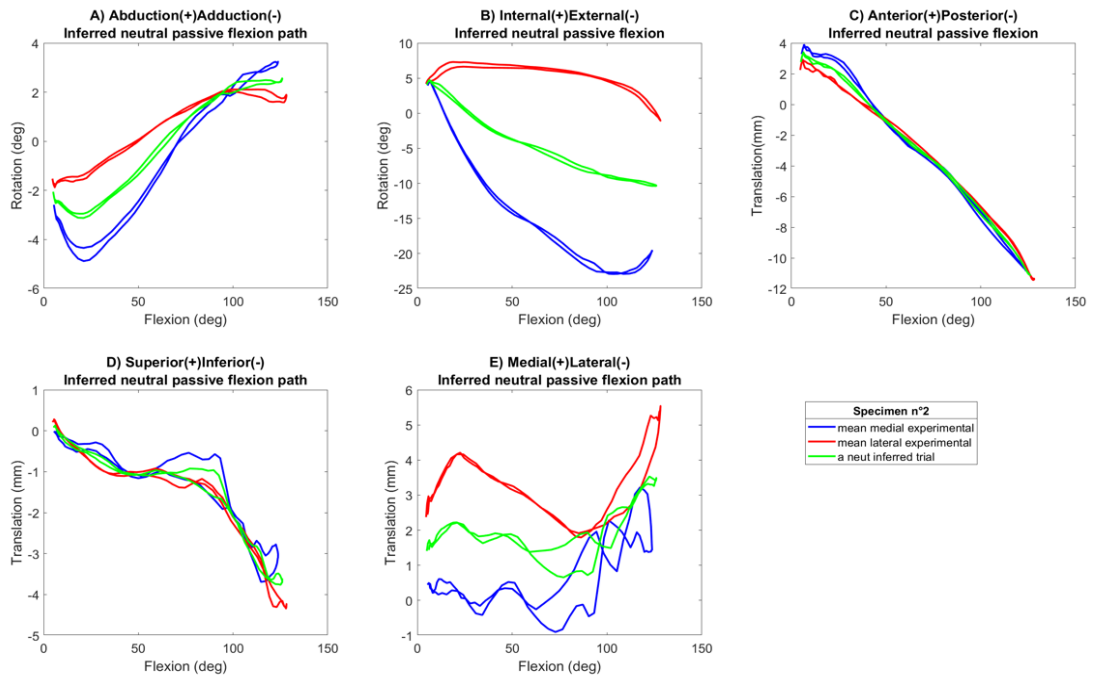 A) Abduction(+)Adduction(-)
Inferred neutral passive flexion path
4
2
0
-2
-4
-6
Rotation (deg)
0
50
100
150
Flexion (deg)
B) Internal(+)External(-)
Inferred neutral passive flexion
10
5
0
-5
-10
-15
-20
-25
Rotation (deg)
0
50
100
150
Flexion (deg)
C) Anterior(+)Posterior(-)
Inferred neutral passive flexion
4
2
0
-2
-4
-6
-8
-10
-12
Translation(mm)
0
50
100
150
Flexion (deg)
D) Superior(+)Inferior(-)
Inferred neutral passive flexion path
1
0
-1
-2
-3
-4
-5
Translation (mm)
0
50
100
150
Flexion (deg)
E) Medial(+)Lateral(-)
Inferred neutral passive flexion path
6
5
4
3
2
1
0
-1
Translation (mm)
0
50
100
150
Flexion (deg)
Specimen n°2
mean medial experimental
mean lateral experimental
a neut inferred trial